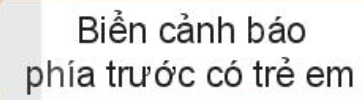 Biển cảnh báo
phía trước có trẻ em